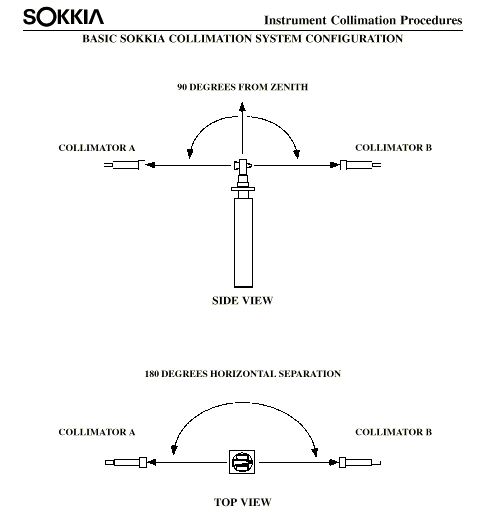 SOKKIA
Instrument Collimation Procedures
BASIC SOKKIA COLLIMATION SYSTEM CONFIGURATION
90 DEGREES FROM ZENITH
COLLIMATOR A
COLLIMATOR B
SIDE VIEW
180 DEGREES HORIZONTAL SEPARATION
COLLIMATOR A
COLLIMATOR B
TOP VIEW